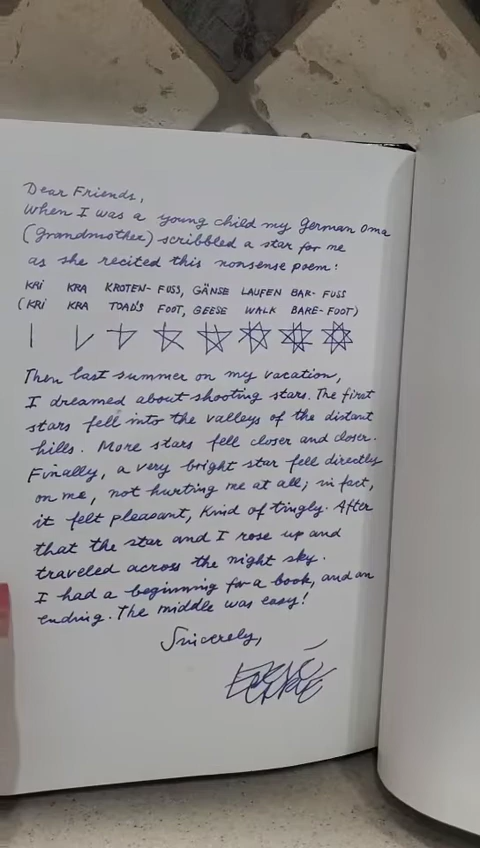 Dear Friends,
When I was a young child my German Oma
(grandmother) scribbled a star for me
as she recited this nonsense poem:
KRI KRA KROTEN- FUSS, GÄNSE LAUFEN BAR- FUSS
(KRI KRA TOAD'S FOOT, GEESE WALK BARE-FOOT)
Then last summer on my vacation,
I dreamed about shooting stars. The first
stars fell into the valleys of the distant
hills. More stars fell closer and closer.
Finally, a very bright star fell directly
on me, not hurting me at all; in fact,
it felt pleasant, kind of tingly. After
that the star and I rose up and
traveled across the night sky.
I had a beginning for a book, and an
ending. The middle was easy!
Sincerely,